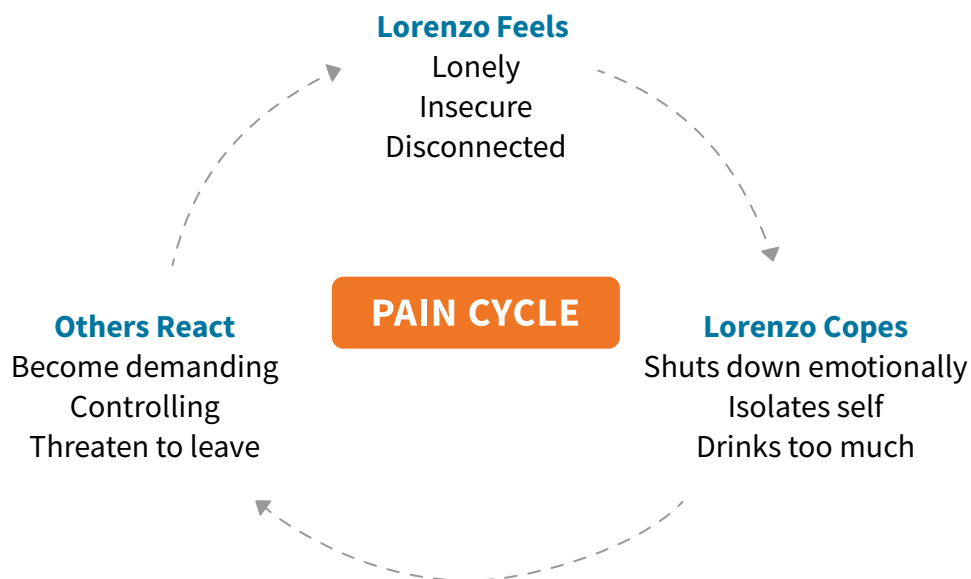 Lorenzo Feels
Lonely
Insecure
Disconnected
PAIN CYCLE
Others React
Become demanding
Controlling
Threaten to leave
Lorenzo Copes
Shuts down emotionally
Isolates self
Drinks too much